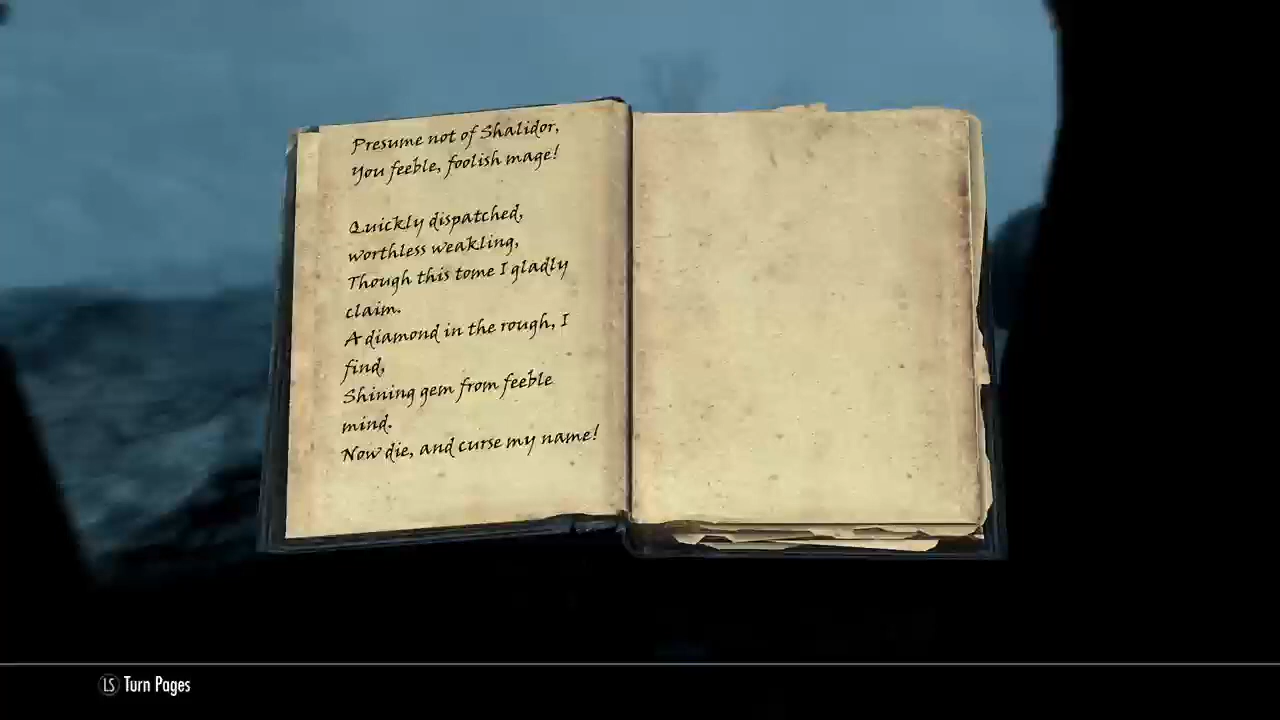 Presume not of Shalidor,
You feeble, foolish mage!
Quickly dispatched,
worthless weakling,
Though this tome I gladly
claim.
A diamond in the rough, I
find,
Shining gem from feeble
mind.
Now die, and curse my name!
LS Turn Pages